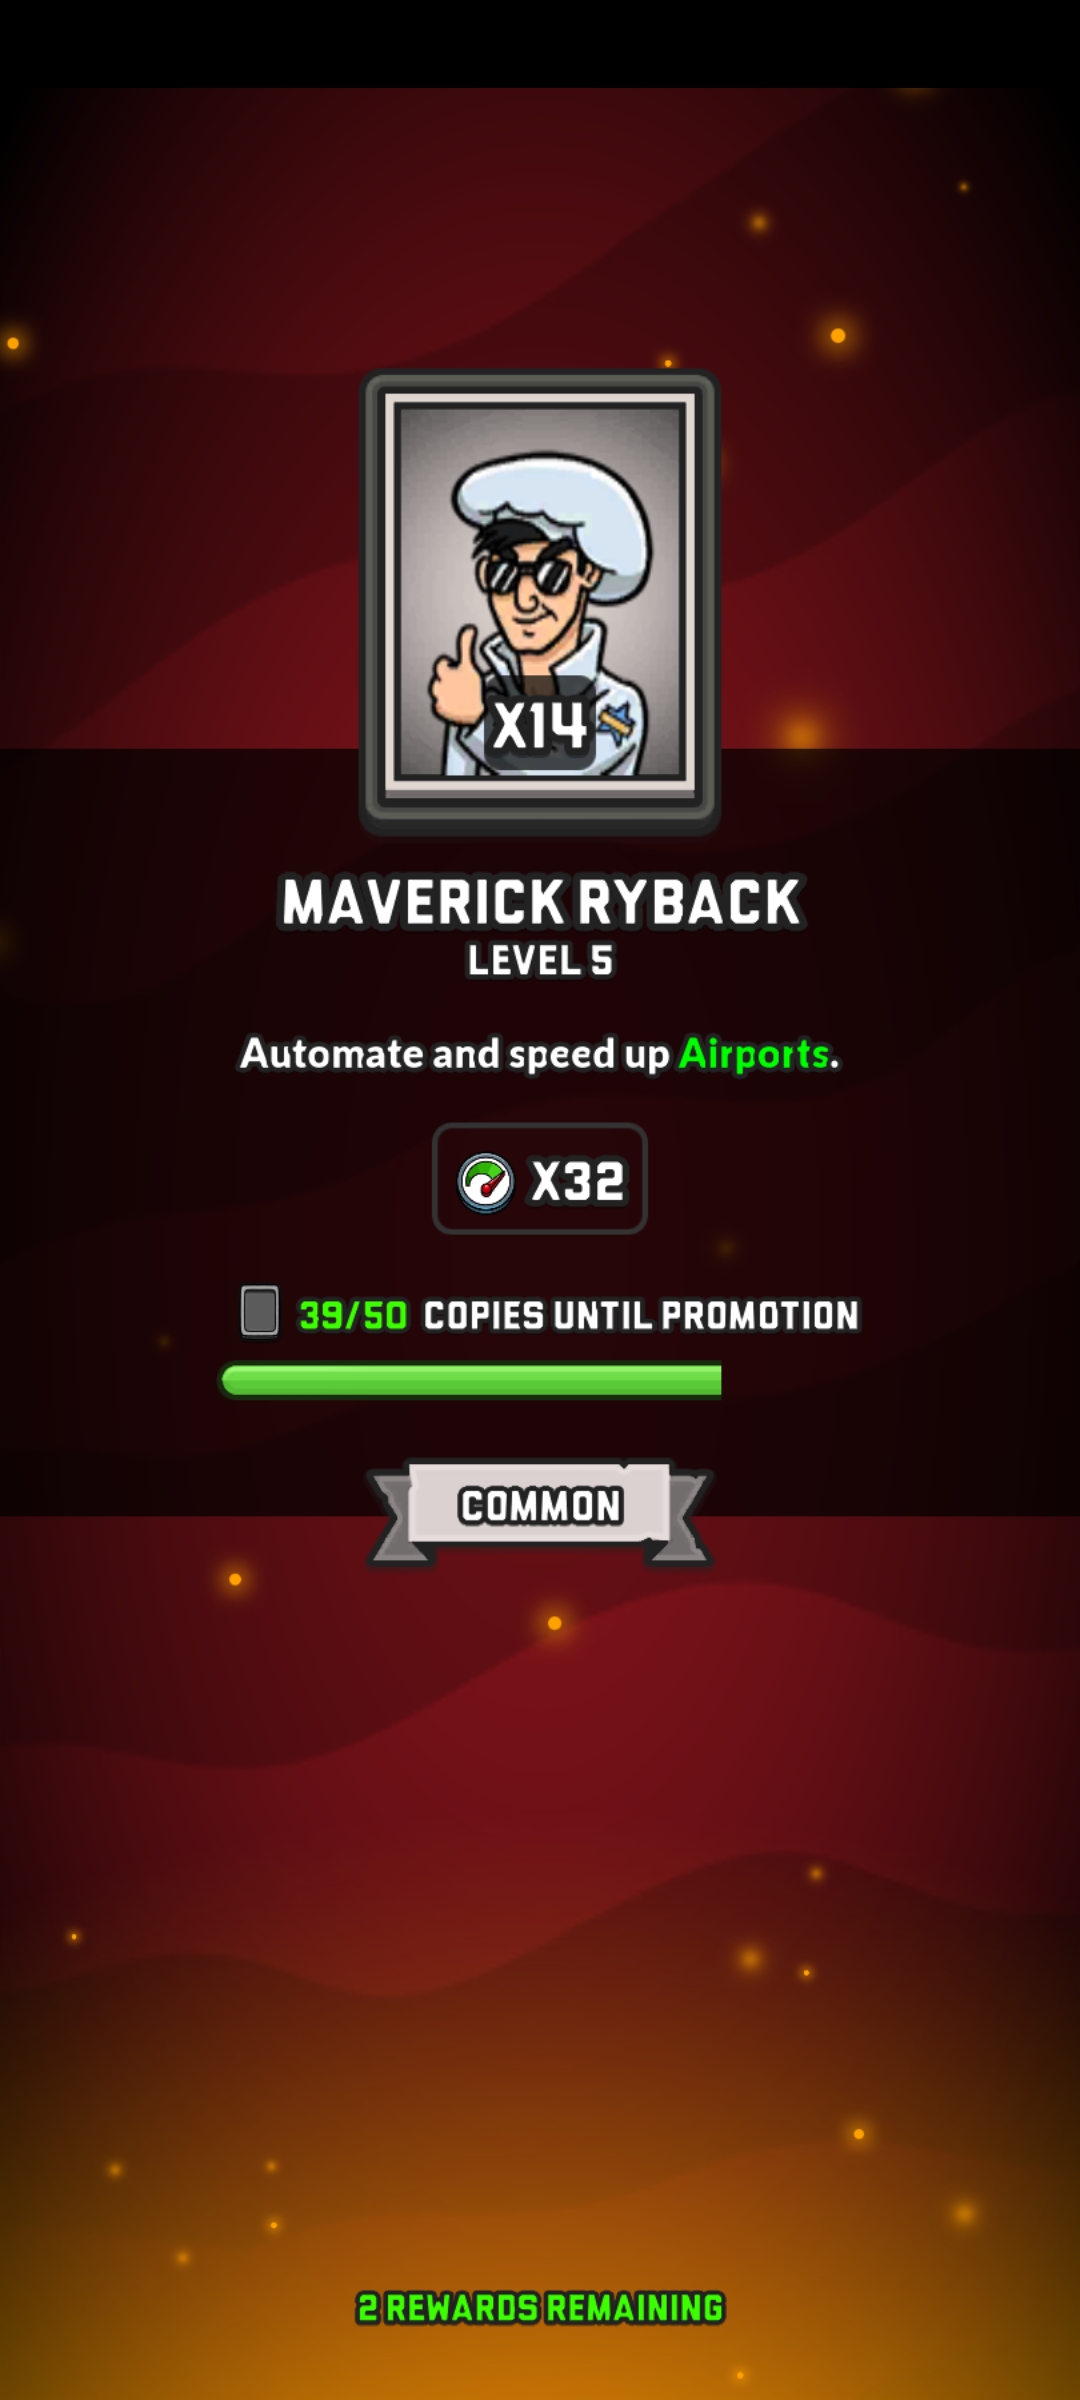 X14
MAVERICK RYBACK
LEVEL 5
Automate and speed up Airports.
X32
39/50 COPIES UNTIL PROMOTION
COMMON
2 REWARDS REMAINING